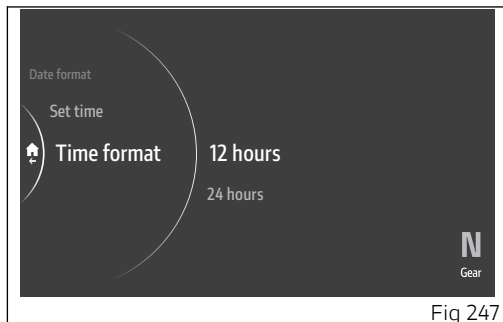 Date format
Set time
Time format
12 hours
24 hours
N
Gear
Fig 247